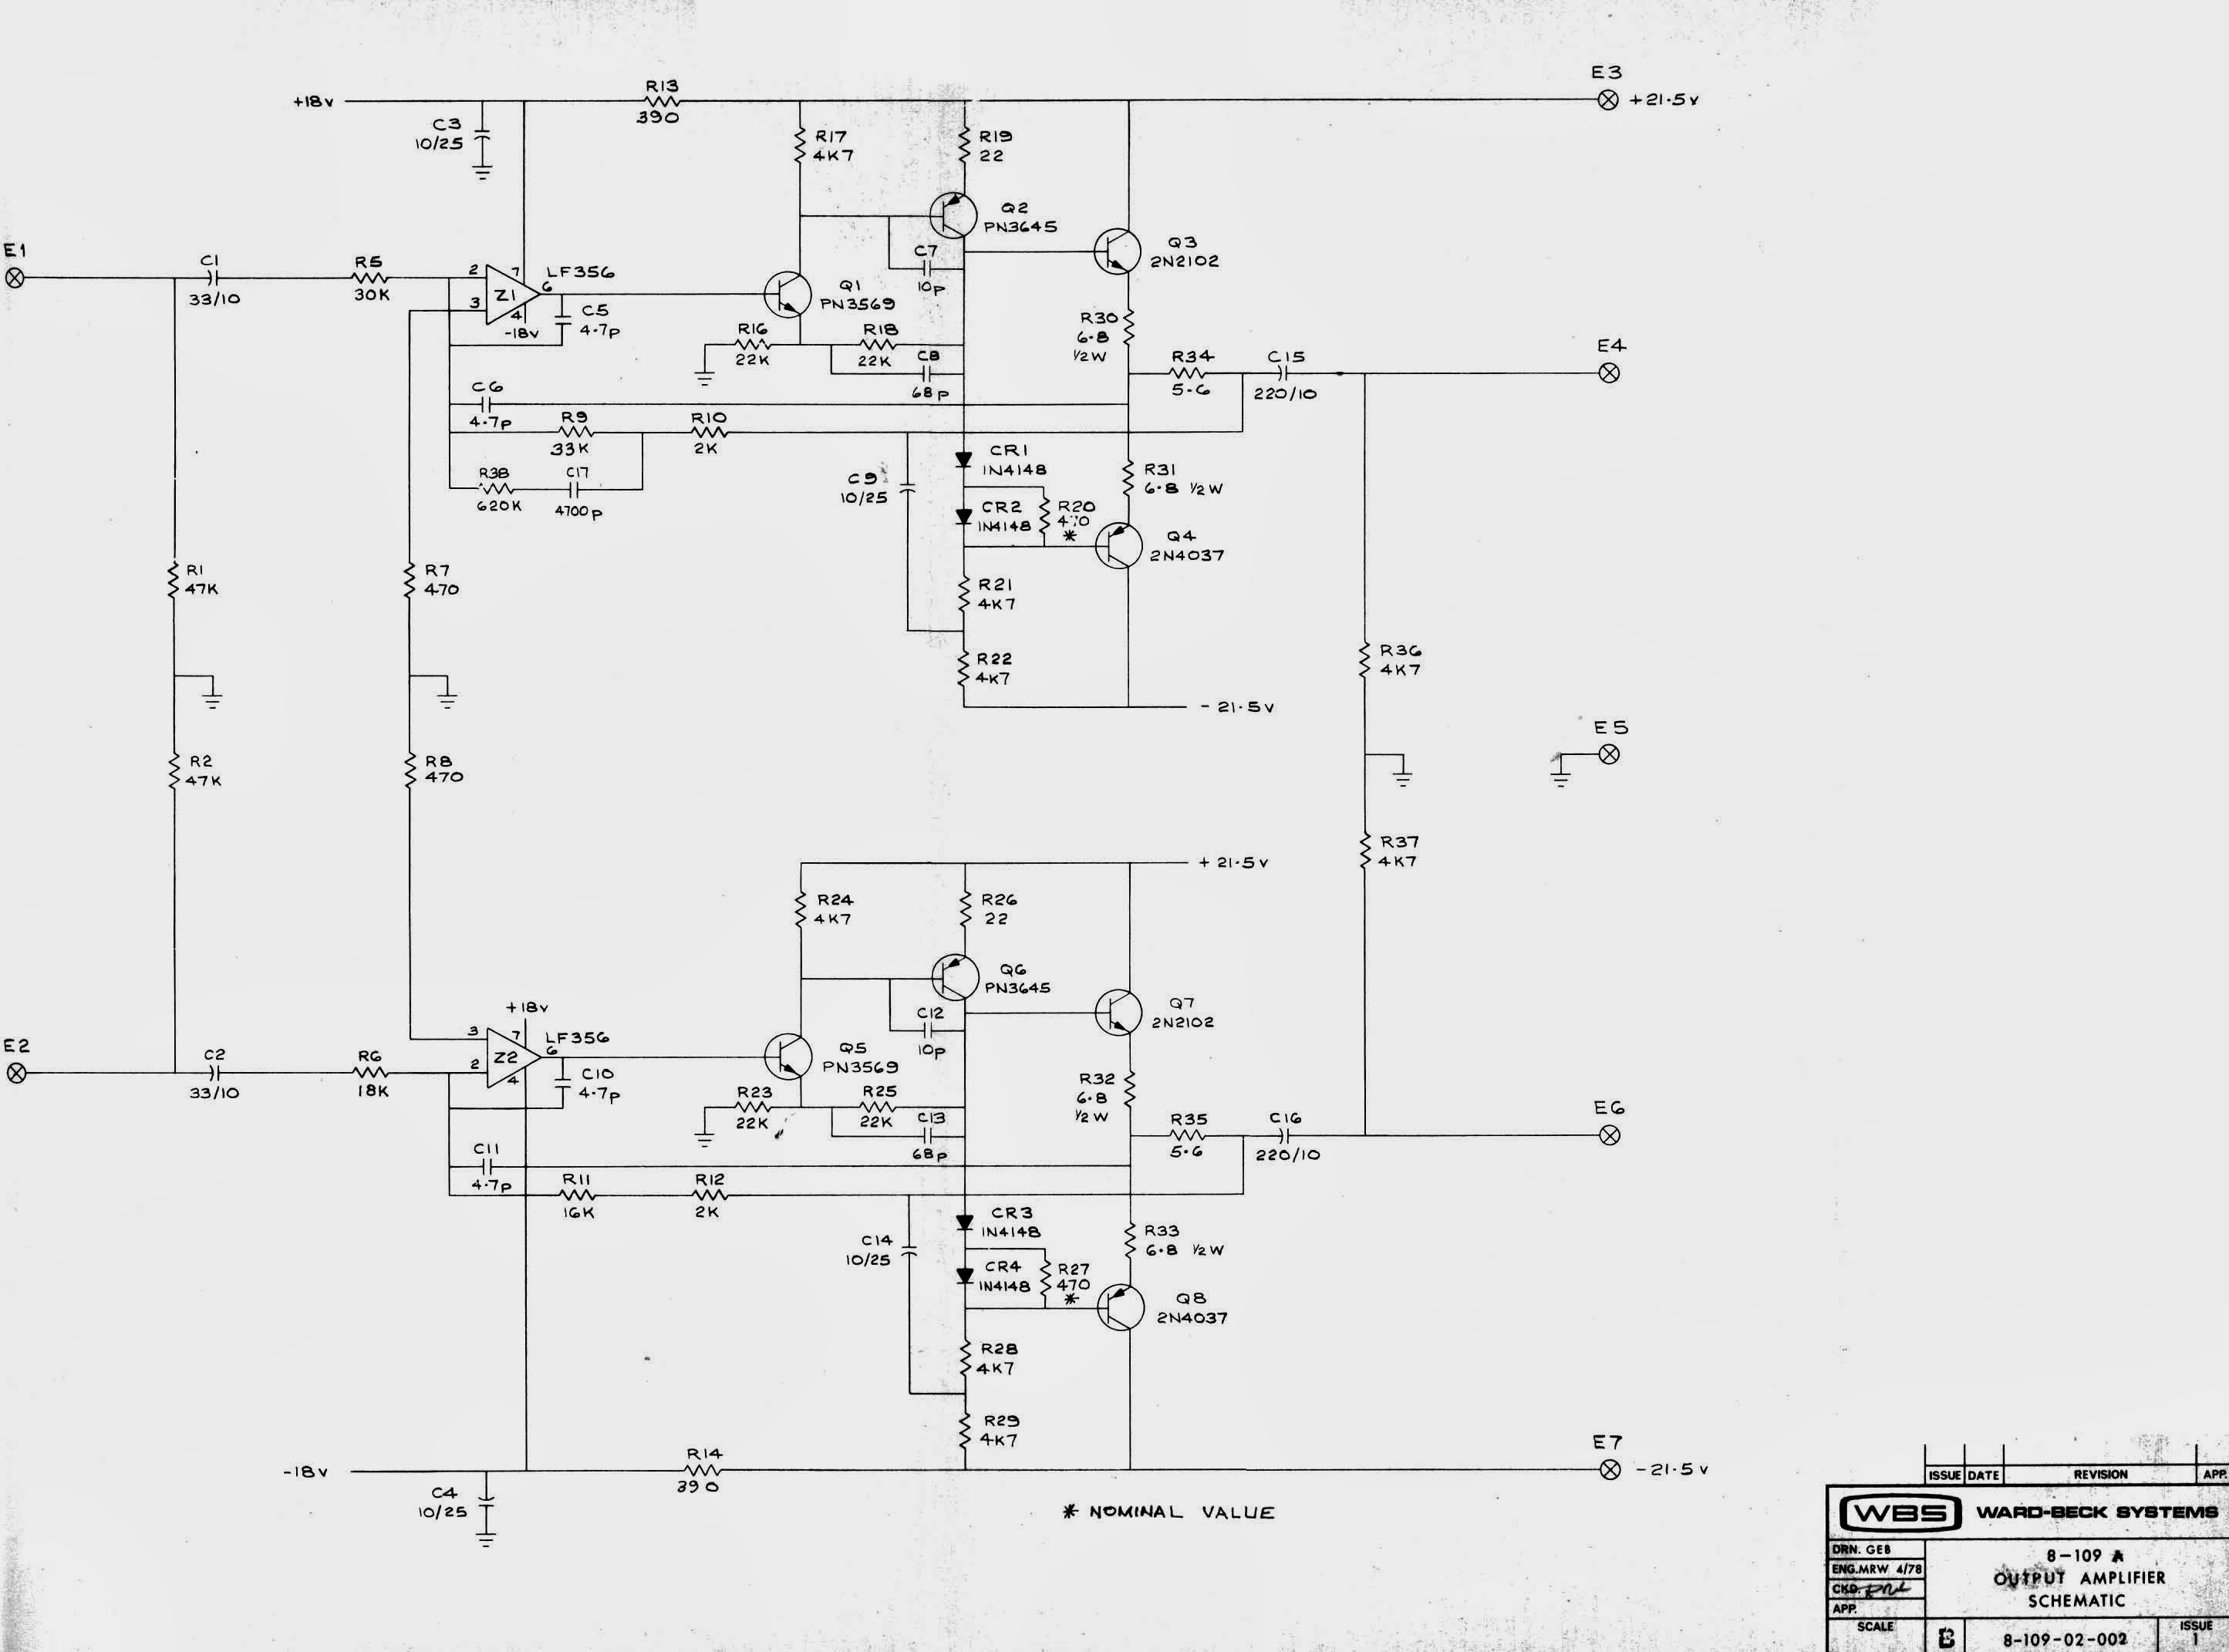 E3
+21·5v
+18v
R13
390
C3
10/25
R17
4K7
R19
22
Q2
PN3645
Q3
2N2102
E1
C1
33/10
R5
30K
2
7
LF356
3
Z1
6
4
-18v
C5
4·7p
Q1
PN3569
C7
10p
R16
22K
R18
22K
C8
68p
R30
6·8
½W
R34
5·6
C15
220/10
E4
C6
4·7p
R9
33K
R10
2K
R38
620K
C17
4700p
C9
10/25
CR1
1N4148
CR2
1N4148
R20
470
*
R31
6·8 ½W
Q4
2N4037
R1
47K
R7
470
R21
4K7
R22
4K7
- 21·5v
R36
4K7
E5
R2
47K
R8
470
R37
4K7
+ 21·5v
R24
4K7
R26
22
Q6
PN3645
Q7
2N2102
+18v
3
7
LF356
E2
C2
33/10
R6
18K
2
Z2
6
4
C10
4·7p
Q5
PN3569
C12
10p
R23
22K
R25
22K
C13
68p
R32
6·8
½W
R35
5·6
C16
220/10
E6
C11
4·7p
R11
16K
R12
2K
C14
10/25
CR3
1N4148
CR4
1N4148
R27
470
*
R33
6·8 ½W
Q8
2N4037
R28
4K7
R29
4K7
-18v
R14
390
C4
10/25
E7
-21·5v
* NOMINAL VALUE
ISSUE DATE REVISION APP.
WBS WARD-BECK SYSTEMS
DRN. GEB
ENG. MRW 4/78
CKD.
APP.
8-109 A
OUTPUT AMPLIFIER
SCHEMATIC
SCALE
B
8-109-02-002
ISSUE
1